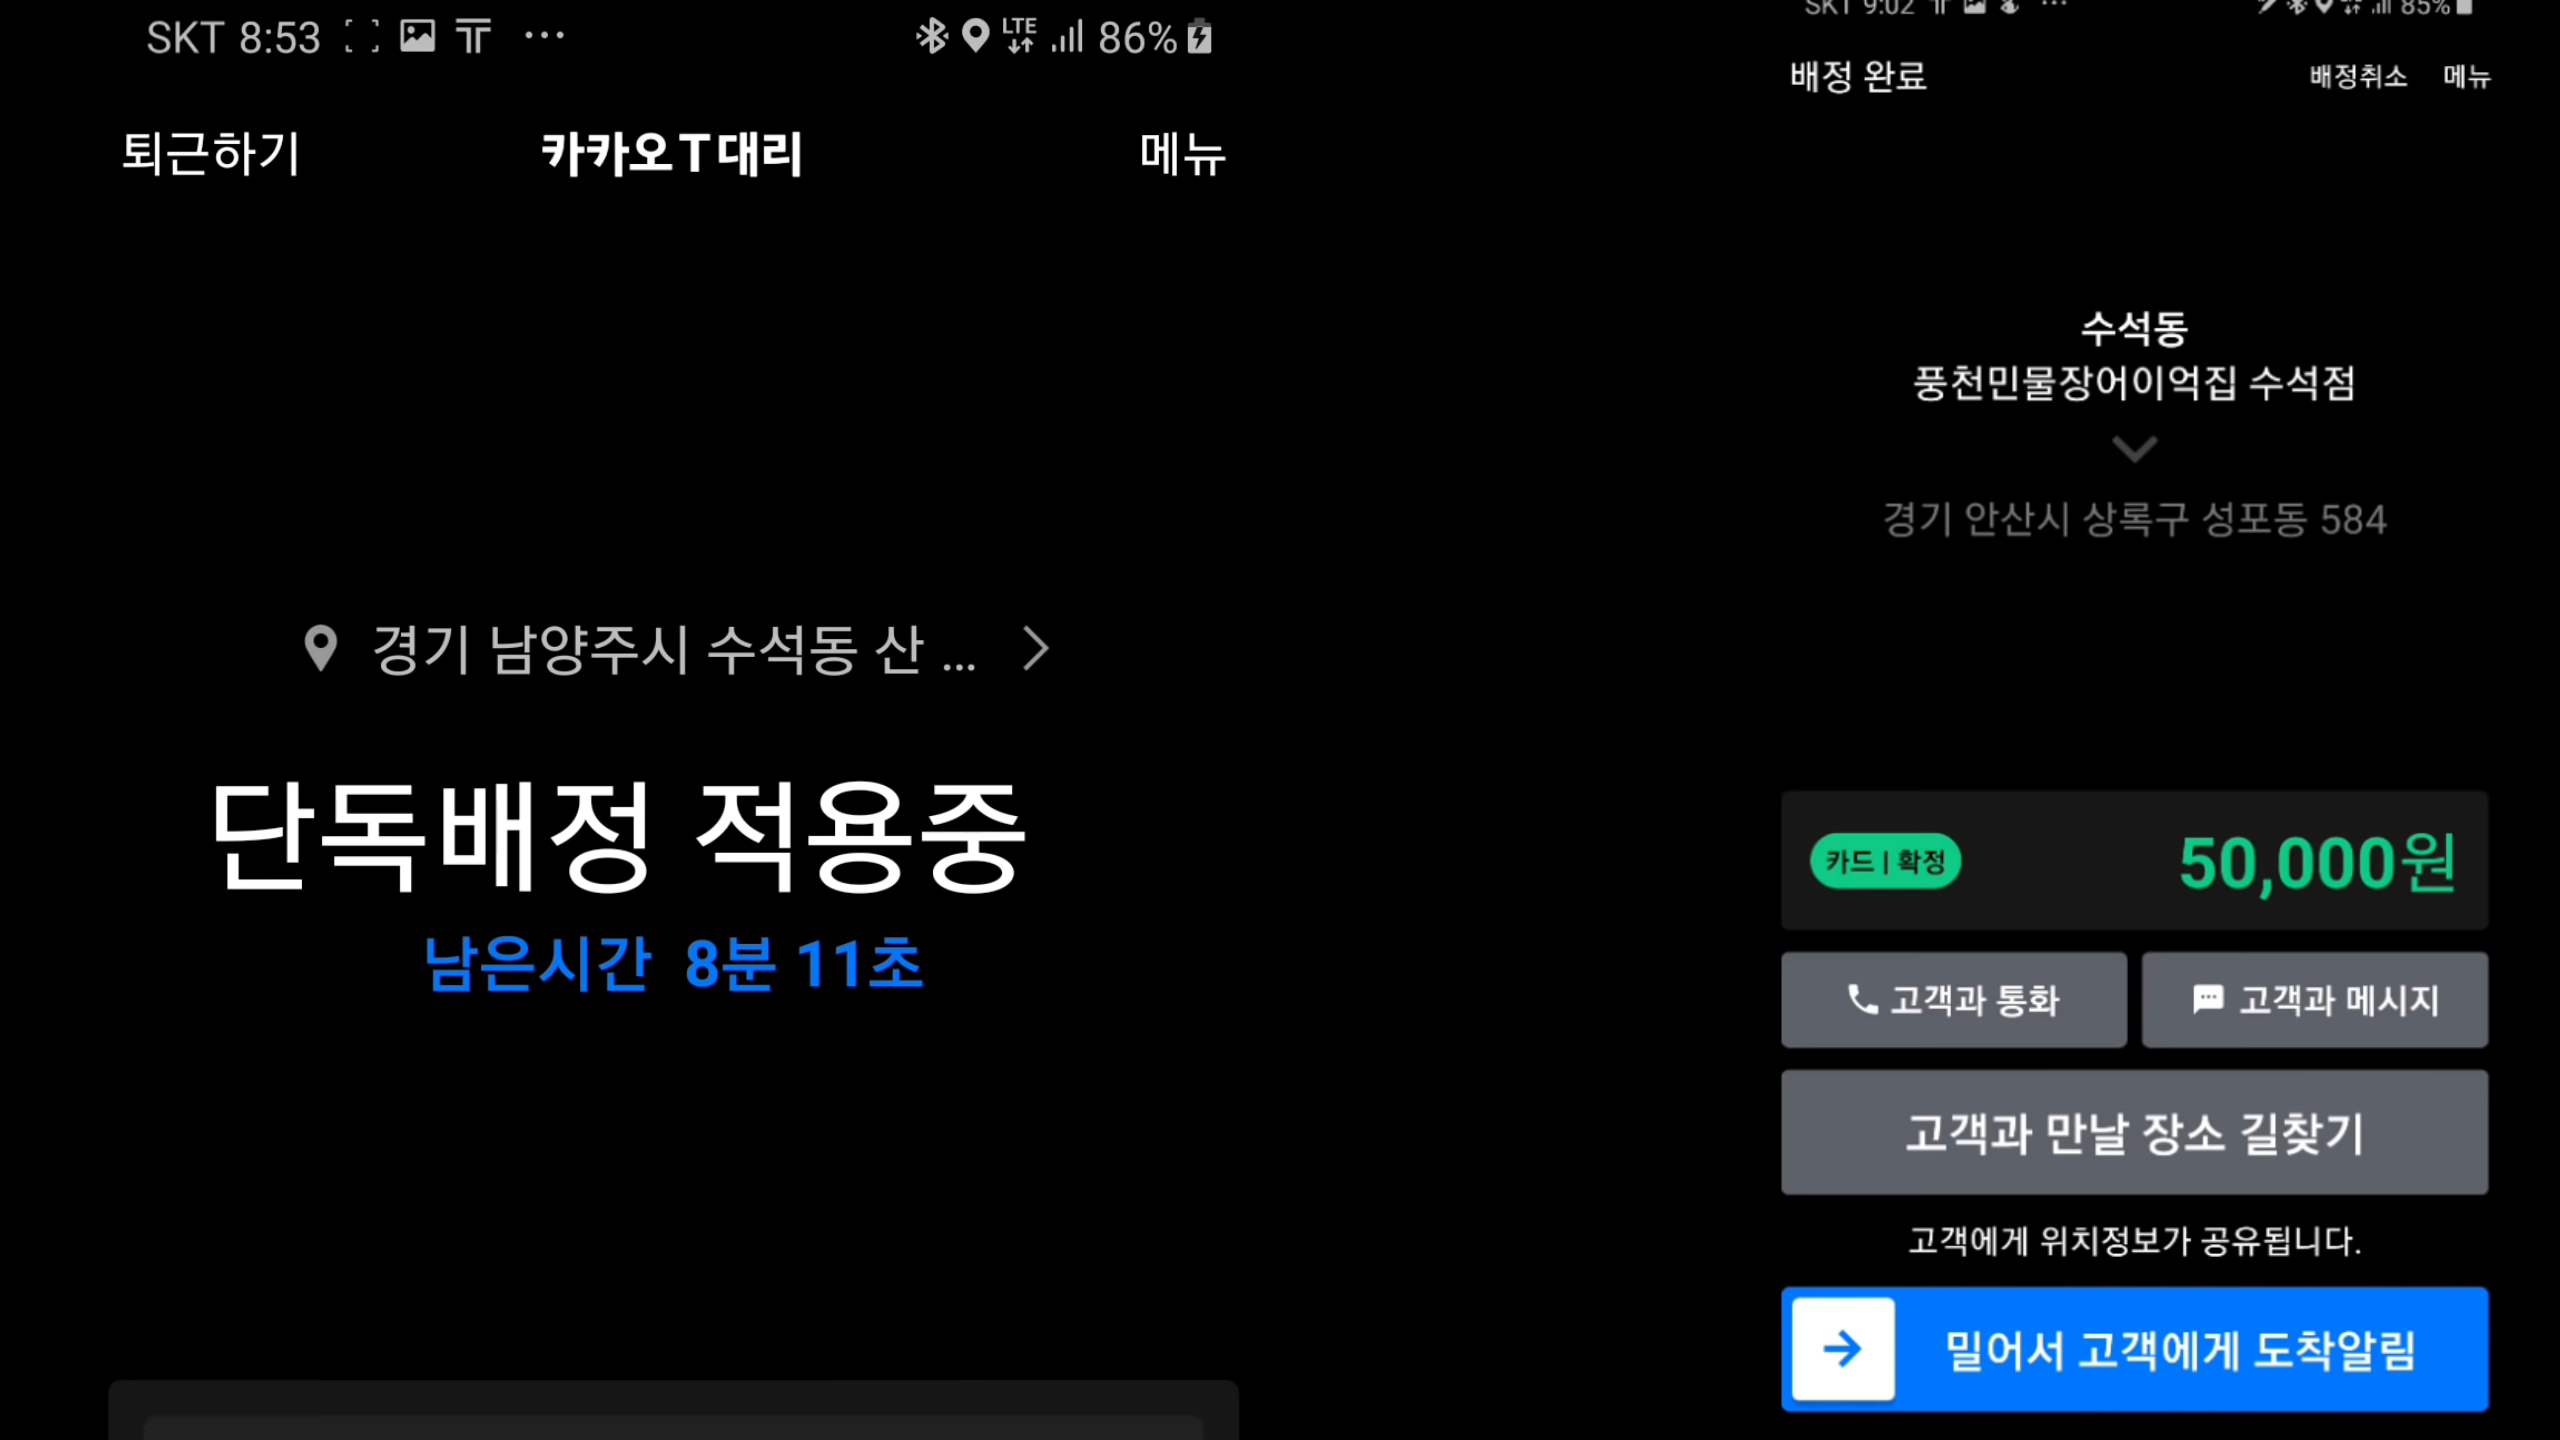 SKT 8:53
LTE
86%
퇴근하기
카카오 T 대리
메뉴
경기 남양주시 수석동 산 ...
단독배정 적용중
남은시간 8분 11초
SKT 9:02
85%
배정 완료
배정취소
메뉴
수석동
풍천민물장어이억집 수석점
경기 안산시 상록구 성포동 584
카드 | 확정
50,000원
고객과 통화
고객과 메시지
고객과 만날 장소 길찾기
고객에게 위치정보가 공유됩니다.
밀어서 고객에게 도착알림